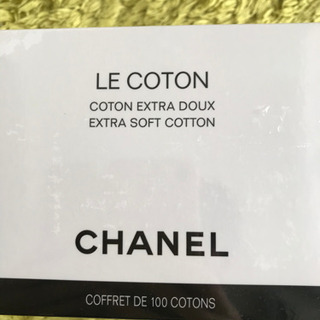 LE COTON
COTON EXTRA DOUX
EXTRA SOFT COTTON
CHANEL
COFFRET DE 100 COTONS